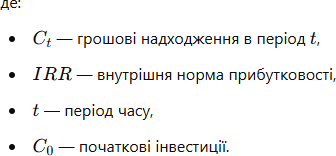 де:
• C_t — грошові надходження в період t,
• IRR — внутрішня норма прибутковості,
• t — період часу,
• C_0 — початкові інвестиції.